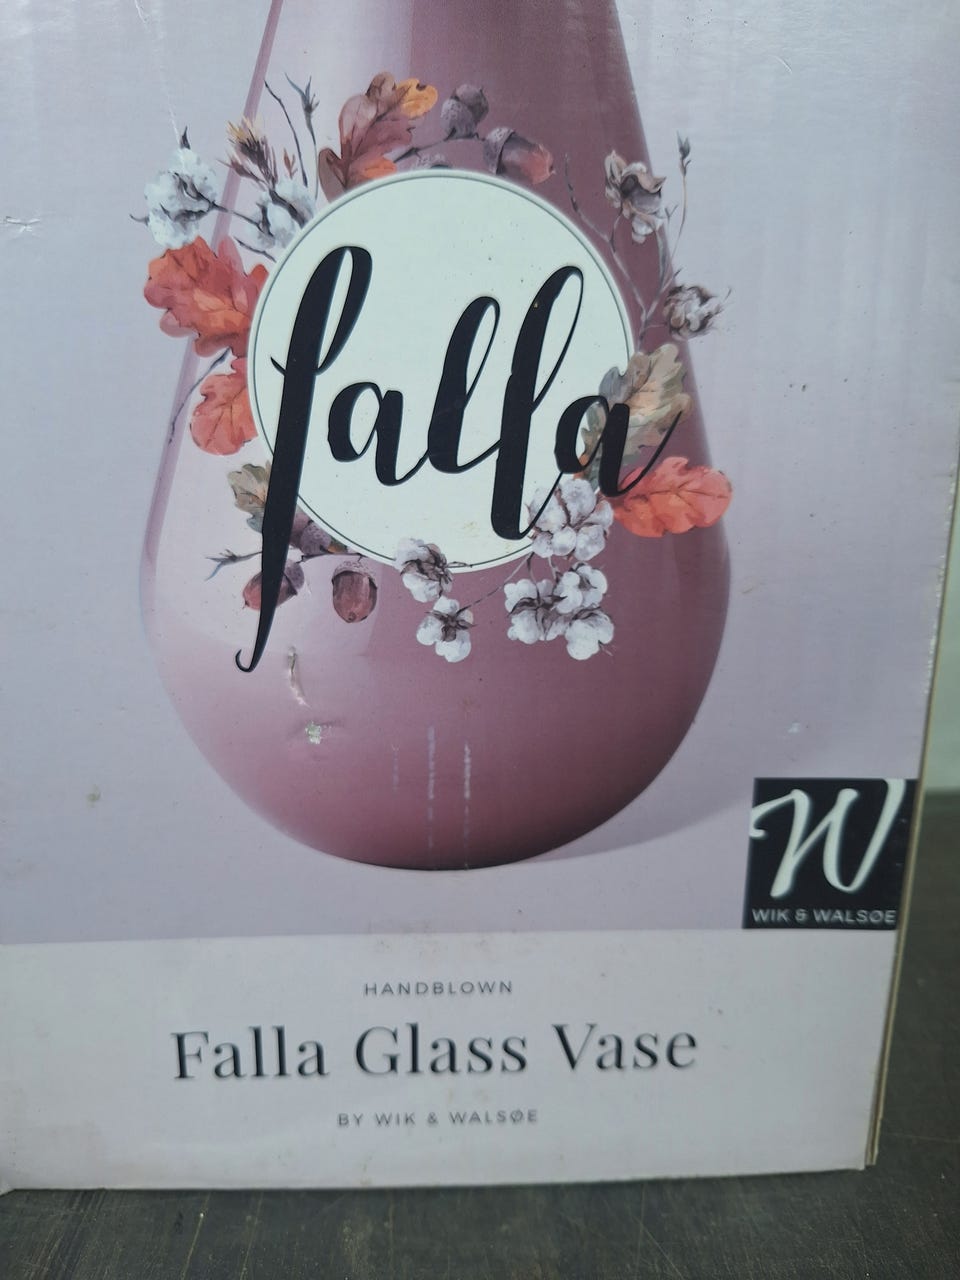 falla
W
WIK & WALSØE
HANDBLOWN
Falla Glass Vase
BY WIK & WALSØE